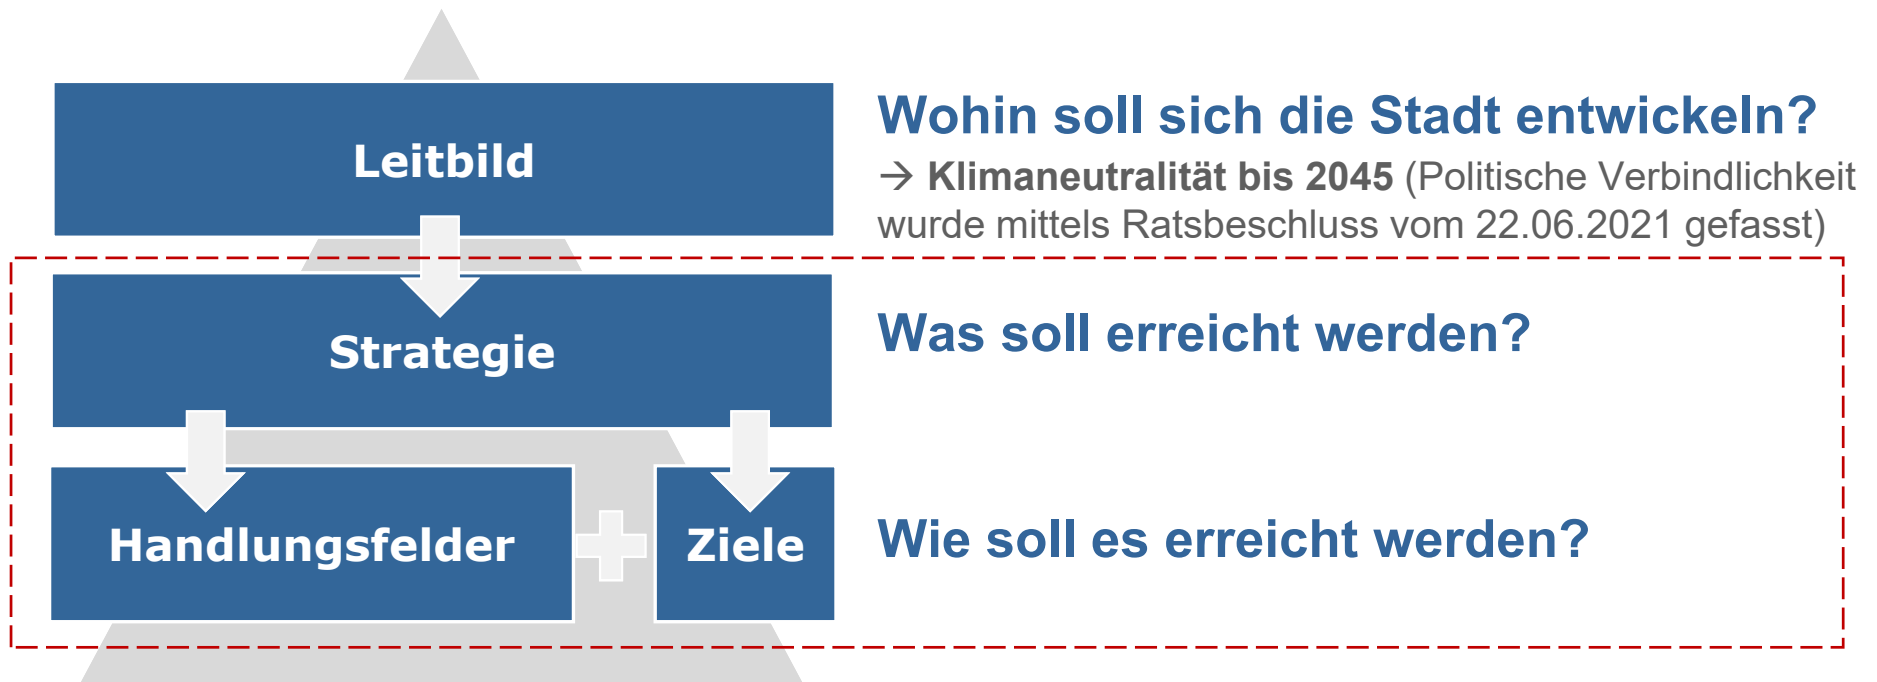 Leitbild
Wohin soll sich die Stadt entwickeln?
→ Klimaneutralität bis 2045 (Politische Verbindlichkeit
wurde mittels Ratsbeschluss vom 22.06.2021 gefasst)
Strategie
Was soll erreicht werden?
Handlungsfelder
Ziele
Wie soll es erreicht werden?